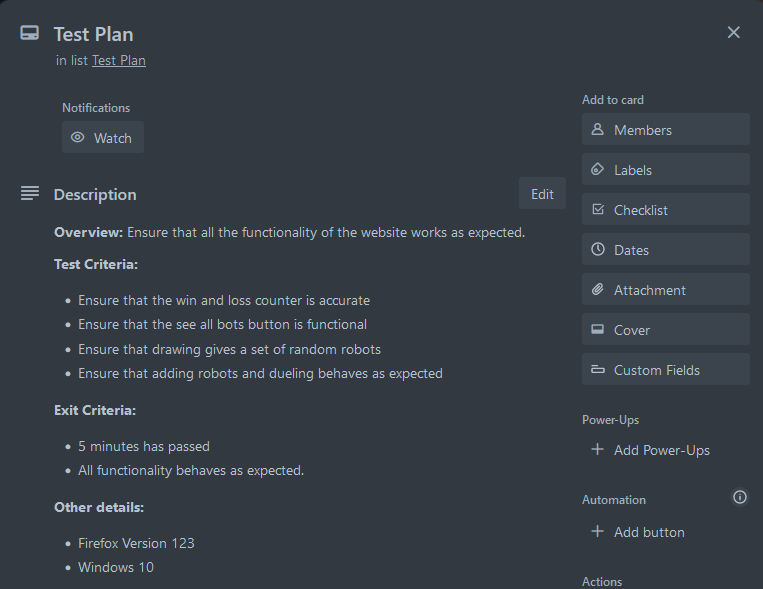 Test Plan
in list Test Plan
Notifications
Watch
Description
Edit
Overview: Ensure that all the functionality of the website works as expected.
Test Criteria:
Ensure that the win and loss counter is accurate
Ensure that the see all bots button is functional
Ensure that drawing gives a set of random robots
Ensure that adding robots and dueling behaves as expected
Exit Criteria:
5 minutes has passed
All functionality behaves as expected.
Other details:
Firefox Version 123
Windows 10
Add to card
Members
Labels
Checklist
Dates
Attachment
Cover
Custom Fields
Power-Ups
Add Power-Ups
Automation
Add button
Actions